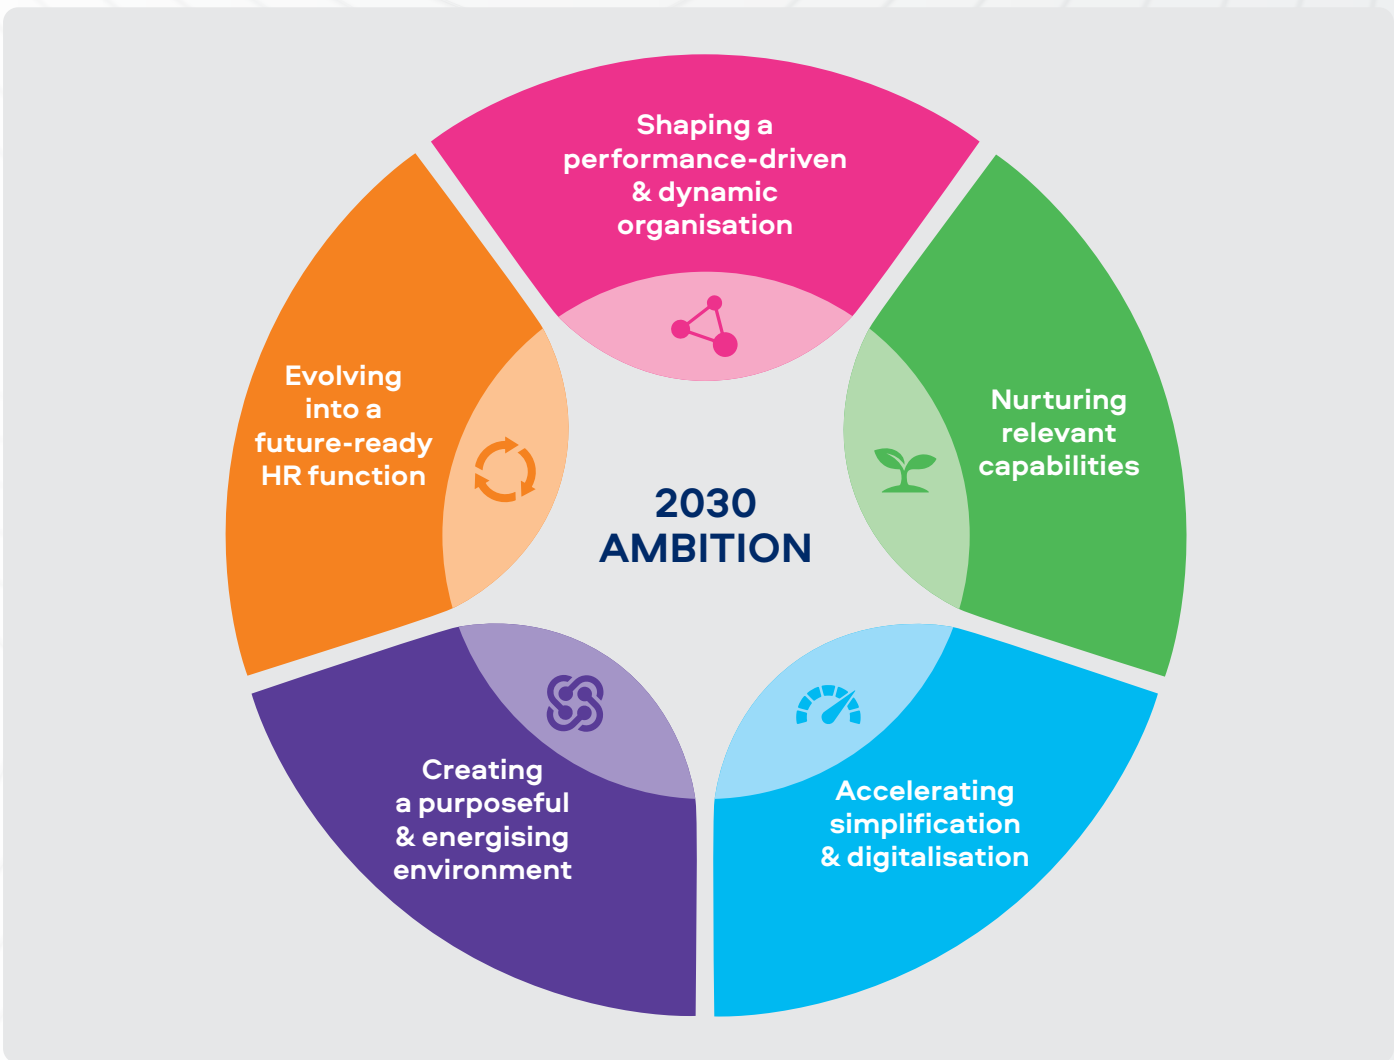 Shaping a
performance-driven
& dynamic
organisation
Nurturing
relevant
capabilities
Accelerating
simplification
& digitalisation
Creating
a purposeful
& energising
environment
Evolving
into a
future-ready
HR function
2030
AMBITION